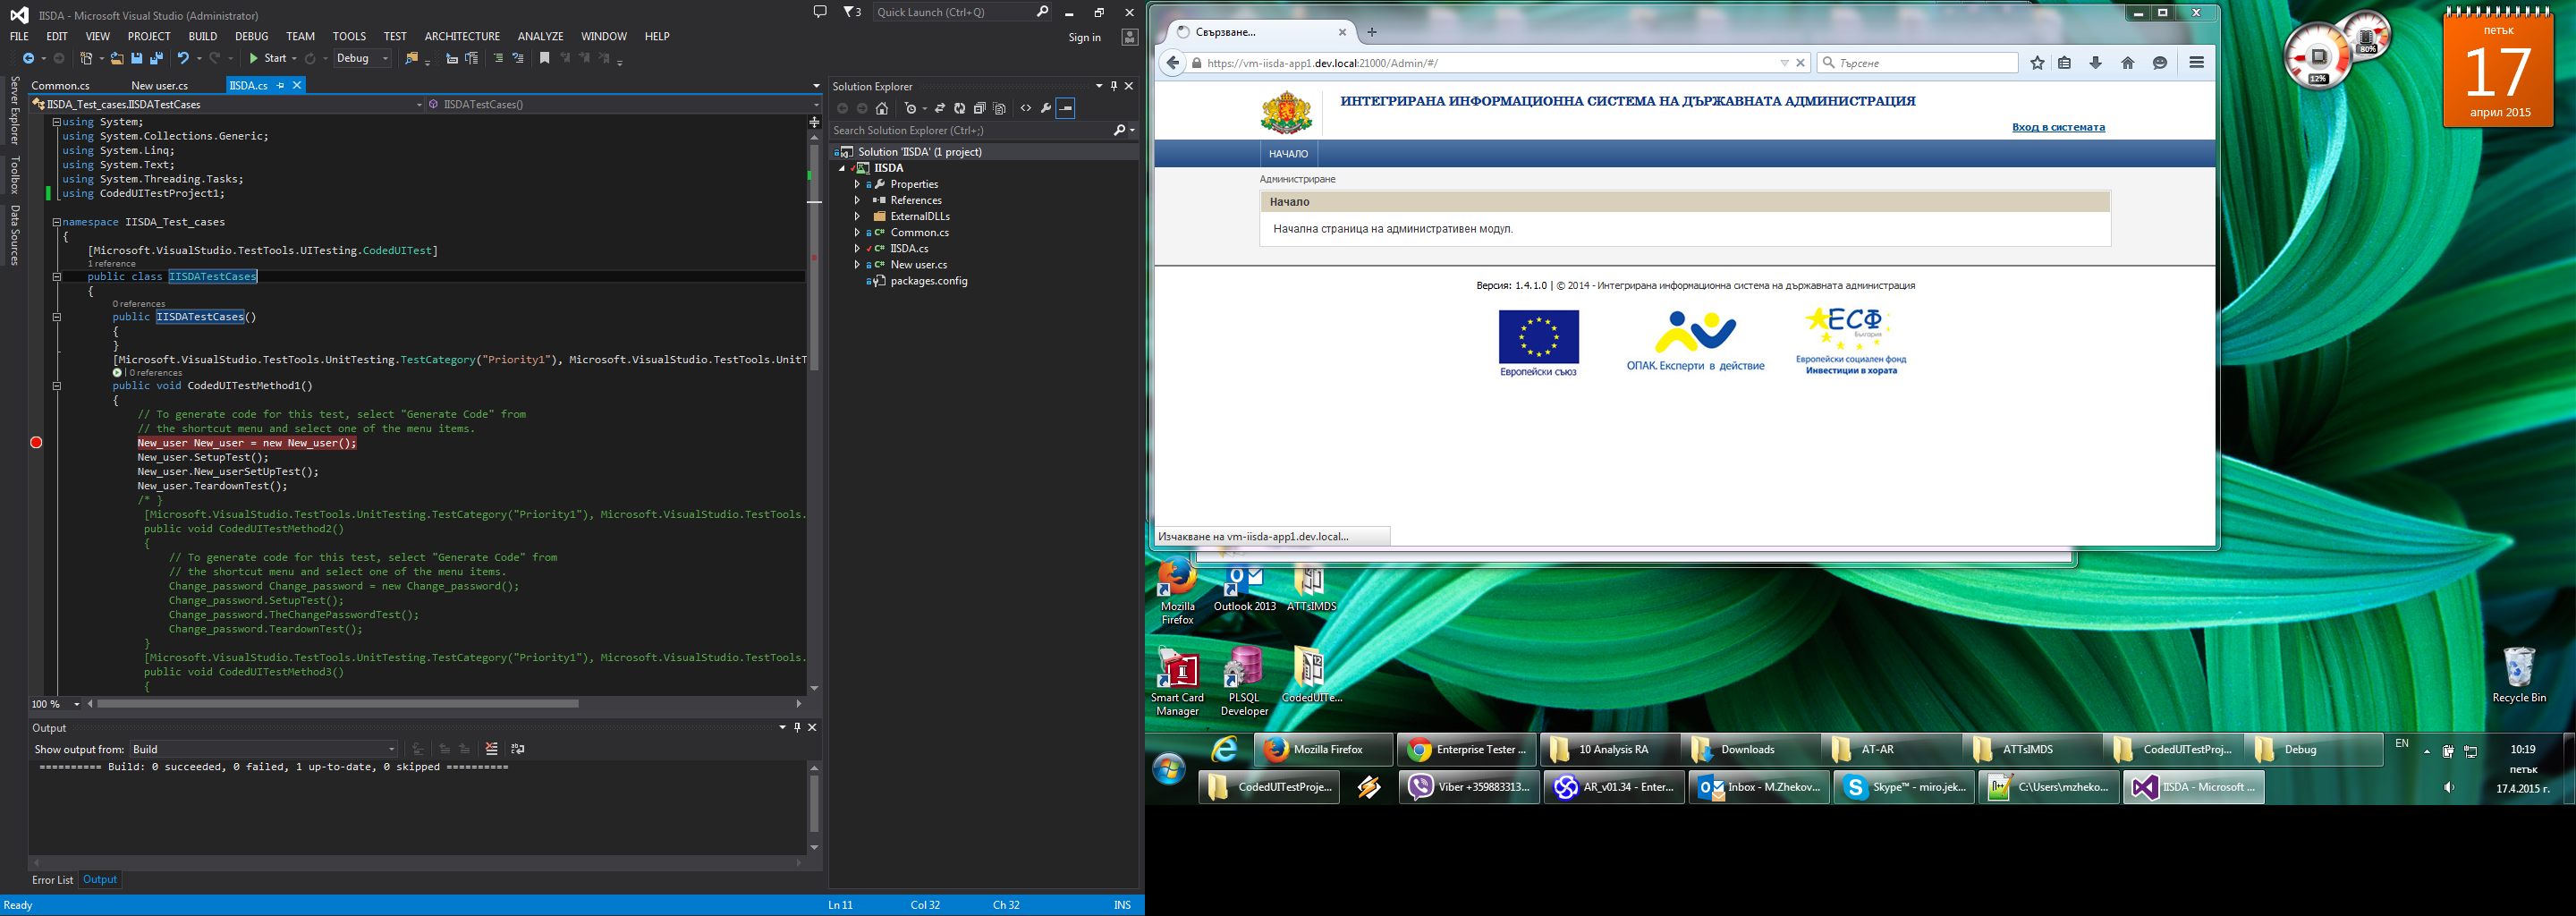 IISDA - Microsoft Visual Studio (Administrator)
3
Quick Launch (Ctrl+Q)
FILE EDIT VIEW PROJECT BUILD DEBUG TEAM TOOLS TEST ARCHITECTURE ANALYZE WINDOW HELP
Sign in
Start Debug
Server Explorer
Toolbox
Data Sources
Common.cs New user.cs IISDA.cs
IISDA_Test_cases.IISDATestCases IISDATestCases()
using System;
using System.Collections.Generic;
using System.Linq;
using System.Text;
using System.Threading.Tasks;
using CodedUITestProject1;
namespace IISDA_Test_cases
{
[Microsoft.VisualStudio.TestTools.UITesting.CodedUITest]
1 reference
public class IISDATestCases
{
0 references
public IISDATestCases()
{
}
[Microsoft.VisualStudio.TestTools.UnitTesting.TestCategory("Priority1"), Microsoft.VisualStudio.TestTools.UnitT
| 0 references
public void CodedUITestMethod1()
{
// To generate code for this test, select "Generate Code" from
// the shortcut menu and select one of the menu items.
New_user New_user = new New_user();
New_user.SetupTest();
New_user.New_userSetUpTest();
New_user.TeardownTest();
/* }
[Microsoft.VisualStudio.TestTools.UnitTesting.TestCategory("Priority1"), Microsoft.VisualStudio.TestTools.
public void CodedUITestMethod2()
{
// To generate code for this test, select "Generate Code" from
// the shortcut menu and select one of the menu items.
Change_password Change_password = new Change_password();
Change_password.SetupTest();
Change_password.TheChangePasswordTest();
Change_password.TeardownTest();
}
[Microsoft.VisualStudio.TestTools.UnitTesting.TestCategory("Priority1"), Microsoft.VisualStudio.TestTools.
public void CodedUITestMethod3()
{
100 %
Output
Show output from: Build
========== Build: 0 succeeded, 0 failed, 1 up-to-date, 0 skipped ==========
Error List Output
Ready Ln 11 Col 32 Ch 32 INS
Solution Explorer
Search Solution Explorer (Ctrl+;)
Solution 'IISDA' (1 project)
IISDA
Properties
References
ExternalDLLs
Common.cs
IISDA.cs
New user.cs
packages.config
Свързване...
https://vm-iisda-app1.dev.local:21000/Admin/#/
Търсене
ИНТЕГРИРАНА ИНФОРМАЦИОННА СИСТЕМА НА ДЪРЖАВНАТА АДМИНИСТРАЦИЯ
Вход в системата
НАЧАЛО
Администриране
Начало
Начална страница на административен модул.
Версия: 1.4.1.0 | © 2014 - Интегрирана информационна система на държавната администрация
Европейски съюз
ОПАК. Експерти в действие
ЕСФ
България
Европейски социален фонд
Инвестиции в хората
Изчакване на vm-iisda-app1.dev.local...
12%
80%
петък
17
април 2015
Mozilla Firefox
Outlook 2013
ATTsIMDS
Smart Card Manager
PLSQL Developer
CodedUITe...
Recycle Bin
Mozilla Firefox
Enterprise Tester ...
10 Analysis RA
Downloads
AT-AR
ATTsIMDS
CodedUITestProj...
Debug
EN
10:19
петък
17.4.2015 г.
CodedUITestProje...
Viber +359883313...
AR_v01.34 - Enter...
Inbox - M.Zhekov...
Skype™ - miro.jek...
C:\Users\mzheko...
IISDA - Microsoft ...